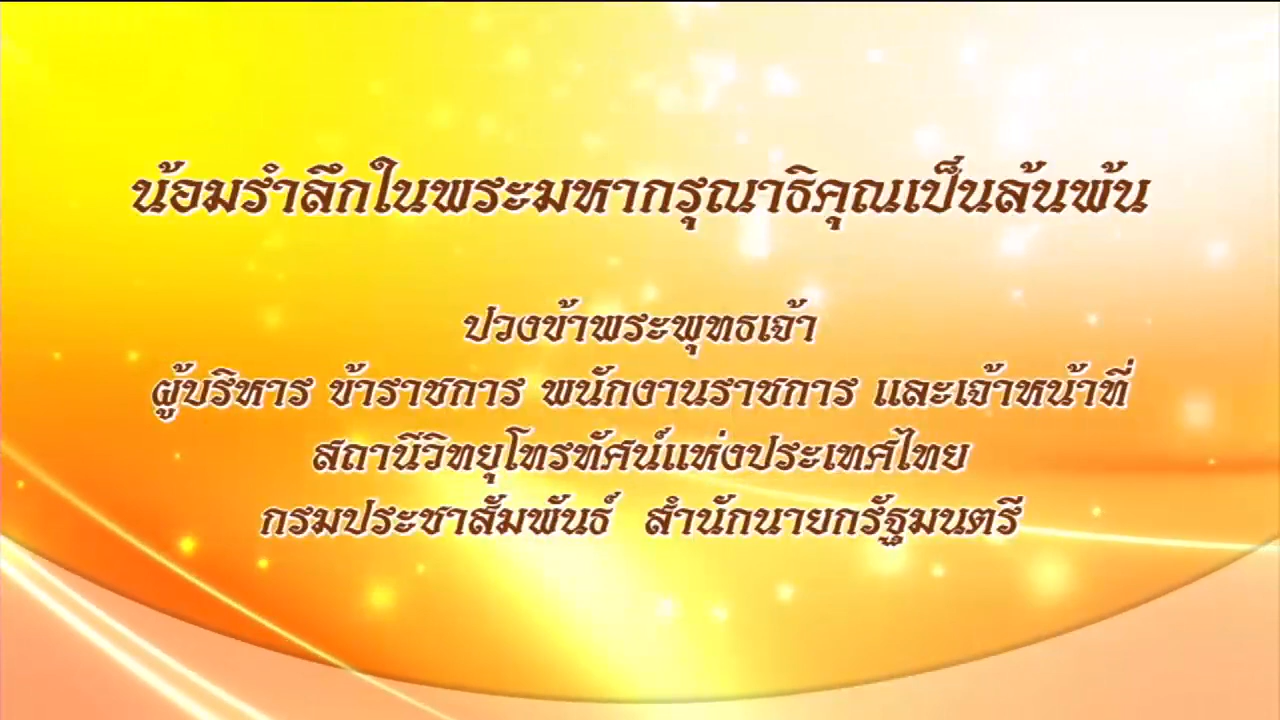 น้อมรำลึกในพระมหากรุณาธิคุณเป็นล้นพ้น
ปวงข้าพระพุทธเจ้า
ผู้บริหาร ข้าราชการ พนักงานราชการ และเจ้าหน้าที่
สถานีวิทยุโทรทัศน์แห่งประเทศไทย
กรมประชาสัมพันธ์ สำนักนายกรัฐมนตรี